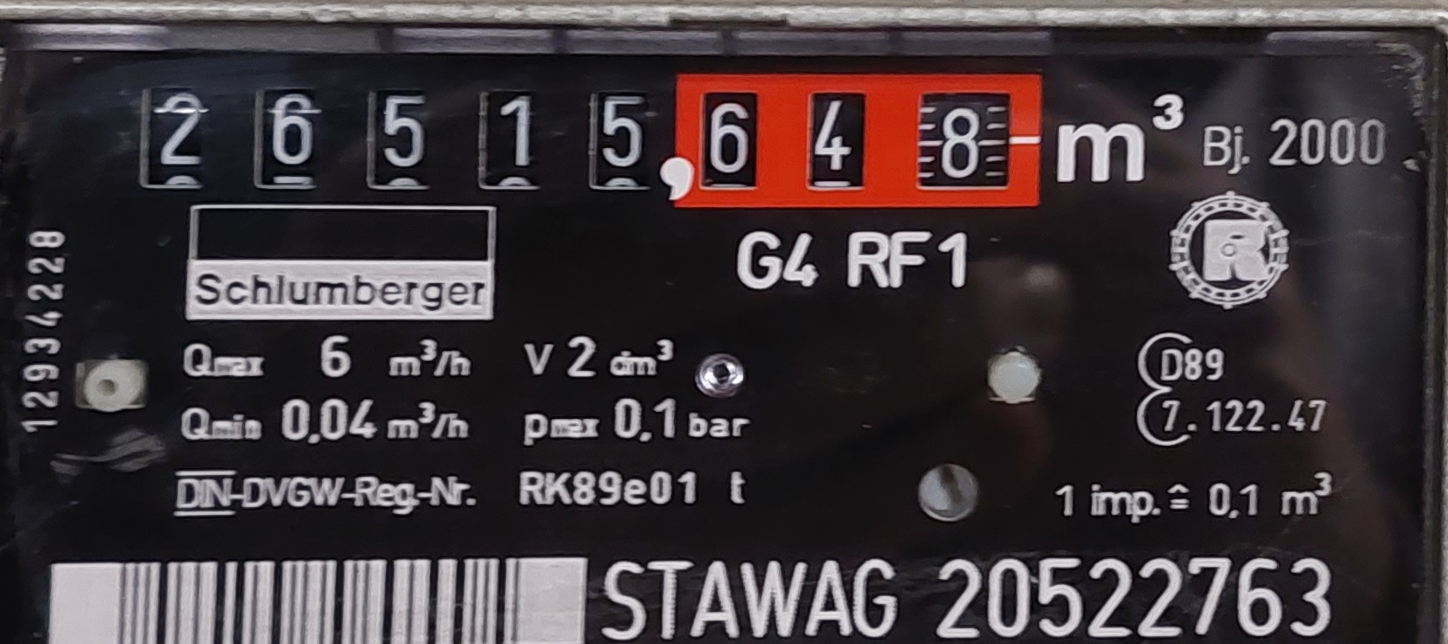 26515,648 m³ Bj. 2000
G4 RF1
R
Schlumberger
12934228
Qmax 6 m³/h V 2 dm³
Qmin 0,04 m³/h pmax 0,1 bar
D89
7.122.47
DIN-DVGW-Reg.-Nr. RK89e01 t
1 imp. ≙ 0,1 m³
STAWAG 20522763